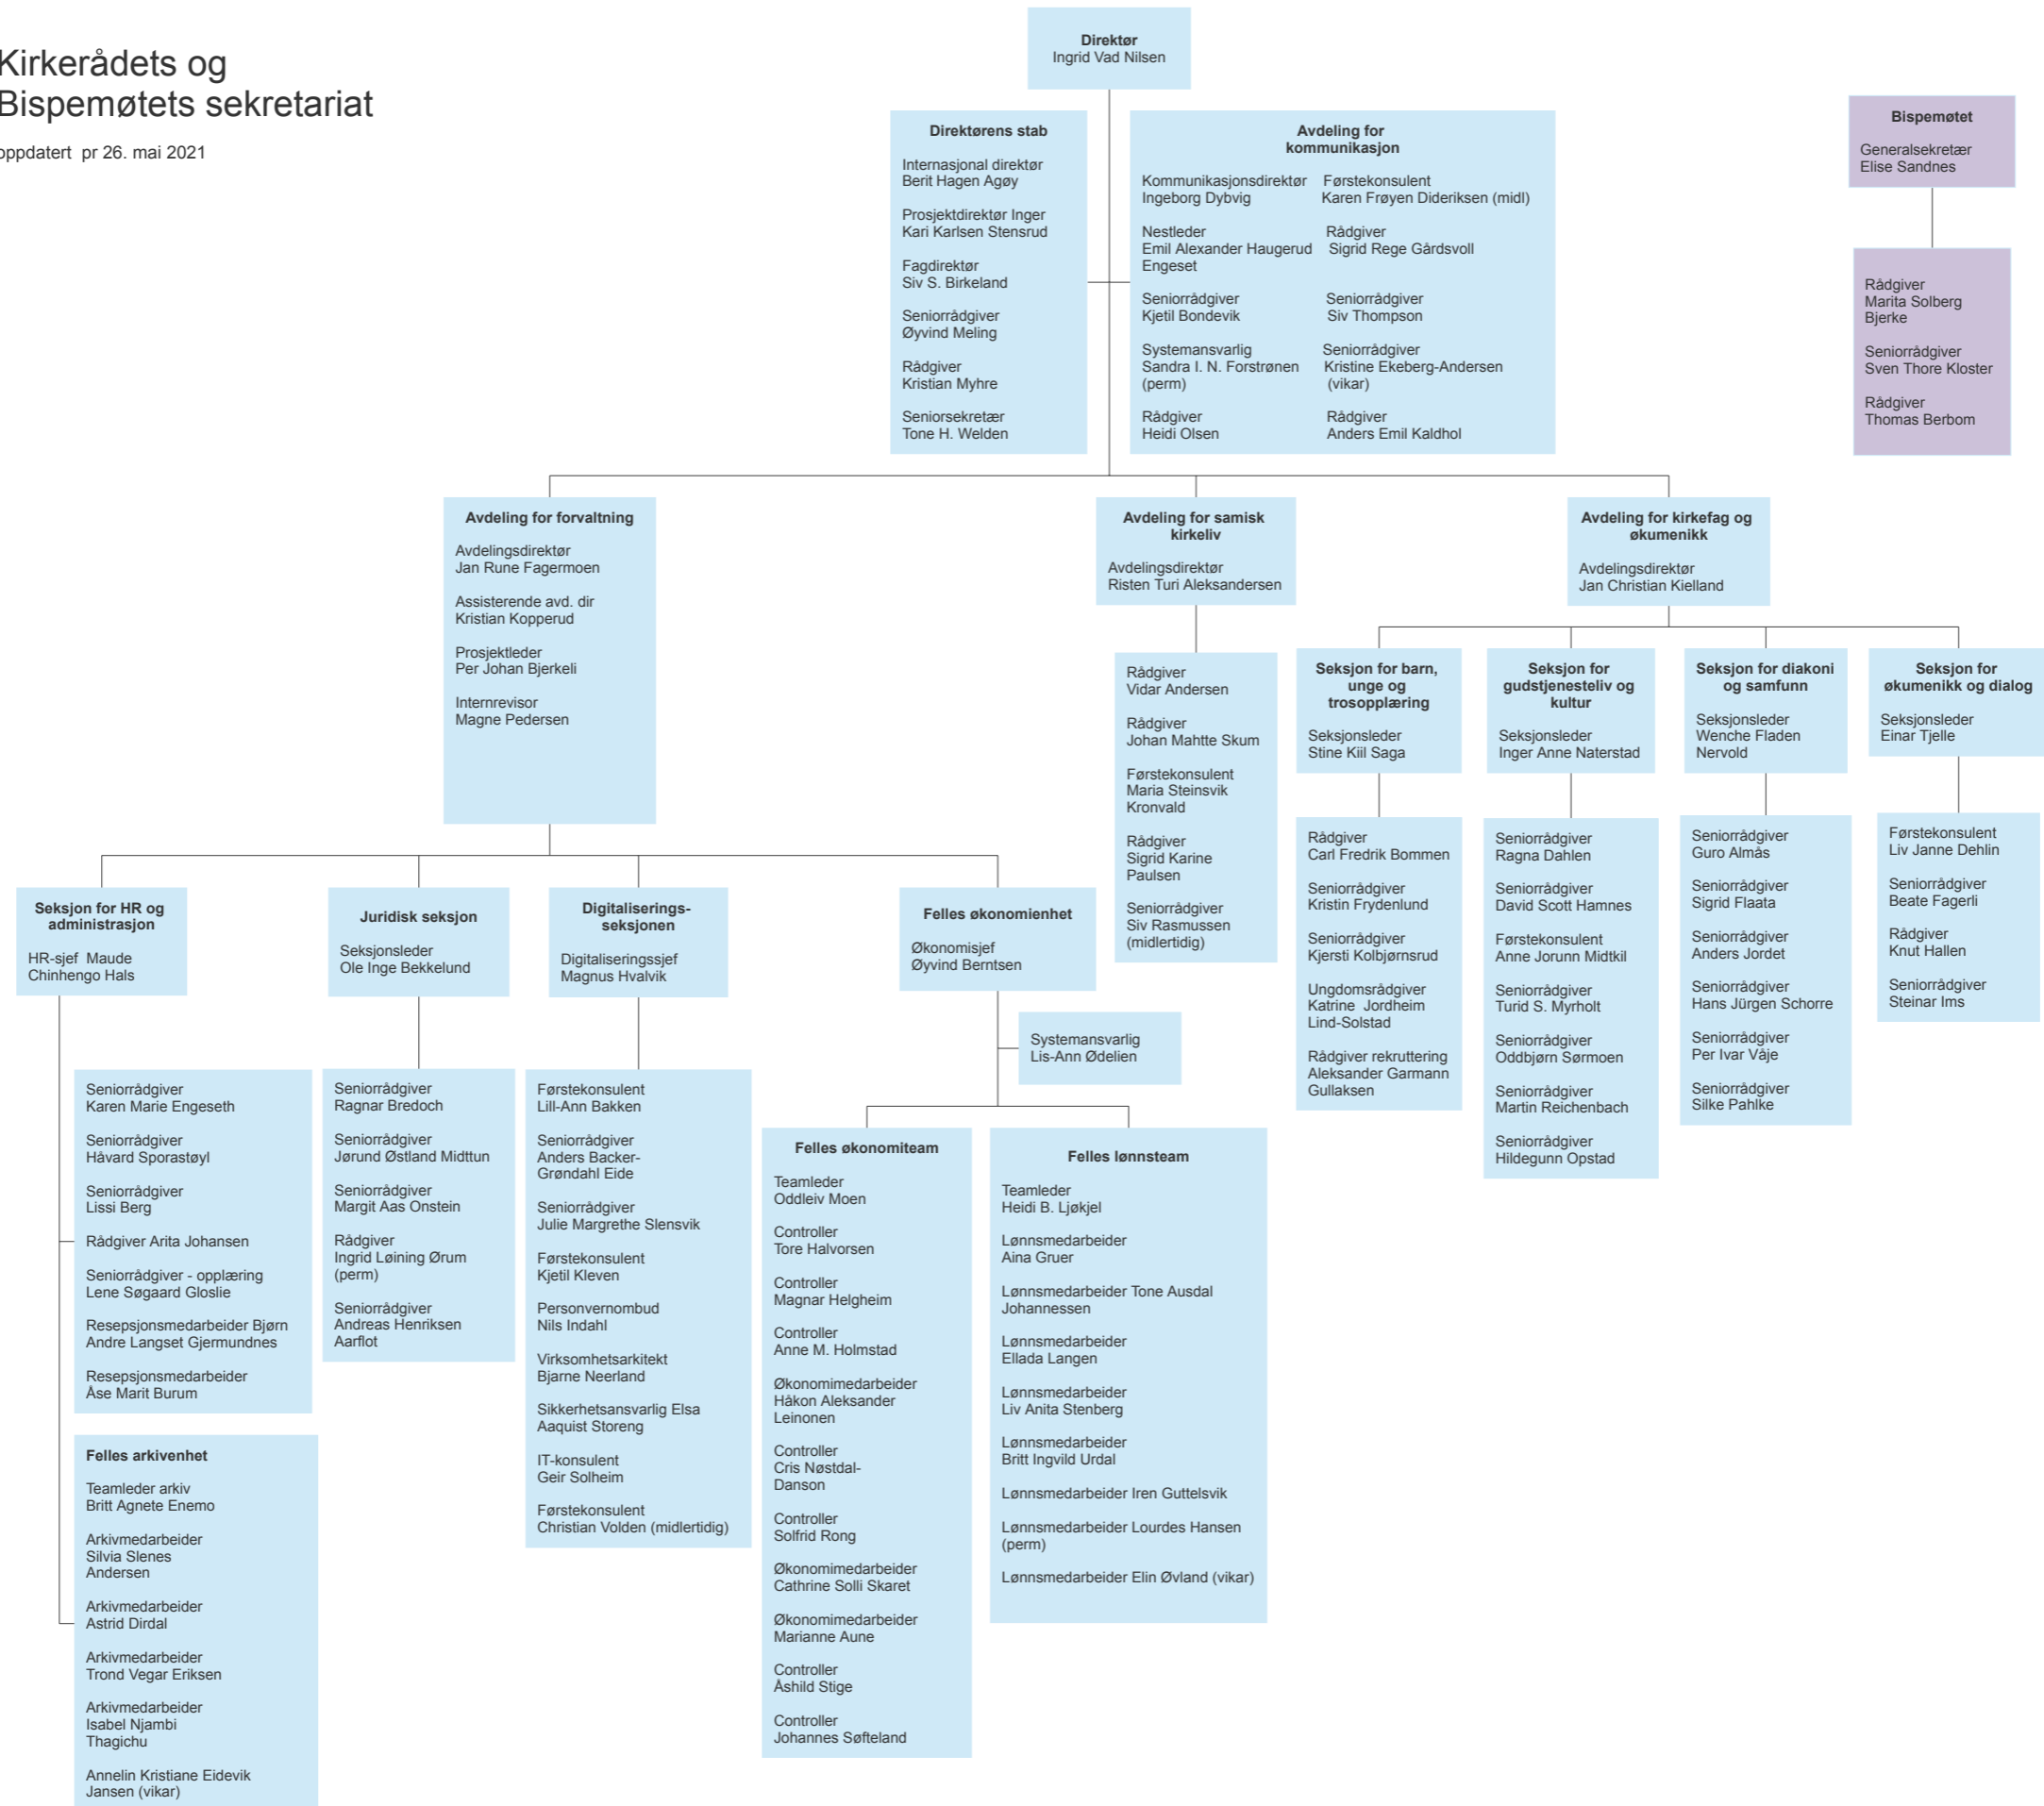 Kirkerådets og
Bispemøtets sekretariat
oppdatert pr 26. mai 2021
Direktør
Ingrid Vad Nilsen
Direktørens stab
Internasjonal direktør
Berit Hagen Agøy
Prosjektdirektør Inger
Kari Karlsen Stensrud
Fagdirektør
Siv S. Birkeland
Seniorrådgiver
Øyvind Meling
Rådgiver
Kristian Myhre
Seniorsekretær
Tone H. Welden
Avdeling for
kommunikasjon
Kommunikasjonsdirektør
Ingeborg Dybvig
Nestleder
Emil Alexander Haugerud
Engeset
Seniorrådgiver
Kjetil Bondevik
Systemansvarlig
Sandra I. N. Forstrønen
(perm)
Rådgiver
Heidi Olsen
Førstekonsulent
Karen Frøyen Dideriksen (midl)
Rådgiver
Sigrid Rege Gårdsvoll
Seniorrådgiver
Siv Thompson
Seniorrådgiver
Kristine Ekeberg-Andersen
(vikar)
Rådgiver
Anders Emil Kaldhol
Bispemøtet
Generalsekretær
Elise Sandnes
Rådgiver
Marita Solberg
Bjerke
Seniorrådgiver
Sven Thore Kloster
Rådgiver
Thomas Berbom
Avdeling for forvaltning
Avdelingsdirektør
Jan Rune Fagermoen
Assisterende avd. dir
Kristian Kopperud
Prosjektleder
Per Johan Bjerkeli
Internrevisor
Magne Pedersen
Avdeling for samisk
kirkeliv
Avdelingsdirektør
Risten Turi Aleksandersen
Rådgiver
Vidar Andersen
Rådgiver
Johan Mahtte Skum
Førstekonsulent
Maria Steinsvik
Kronvald
Rådgiver
Sigrid Karine
Paulsen
Seniorrådgiver
Siv Rasmussen
(midlertidig)
Avdeling for kirkefag og
økumenikk
Avdelingsdirektør
Jan Christian Kielland
Seksjon for barn,
unge og
trosopplæring
Seksjonsleder
Stine Kiil Saga
Rådgiver
Carl Fredrik Bommen
Seniorrådgiver
Kristin Frydenlund
Seniorrådgiver
Kjersti Kolbjørnsrud
Ungdomsrådgiver
Katrine Jordheim
Lind-Solstad
Rådgiver rekruttering
Aleksander Garmann
Gullaksen
Seksjon for
gudstjenesteliv og
kultur
Seksjonsleder
Inger Anne Naterstad
Seniorrådgiver
Ragna Dahlen
Seniorrådgiver
David Scott Hamnes
Førstekonsulent
Anne Jorunn Midtkil
Seniorrådgiver
Turid S. Myrholt
Seniorrådgiver
Oddbjørn Sørmoen
Seniorrådgiver
Martin Reichenbach
Seniorrådgiver
Hildegunn Opstad
Seksjon for diakoni
og samfunn
Seksjonsleder
Wenche Fladen
Nervold
Seniorrådgiver
Guro Almås
Seniorrådgiver
Sigrid Flaata
Seniorrådgiver
Anders Jordet
Seniorrådgiver
Hans Jürgen Schorre
Seniorrådgiver
Per Ivar Våje
Seniorrådgiver
Silke Pahlke
Seksjon for
økumenikk og dialog
Seksjonsleder
Einar Tjelle
Førstekonsulent
Liv Janne Dehlin
Seniorrådgiver
Beate Fagerli
Rådgiver
Knut Hallen
Seniorrådgiver
Steinar Ims
Seksjon for HR og
administrasjon
HR-sjef Maude
Chinhengo Hals
Seniorrådgiver
Karen Marie Engeseth
Seniorrådgiver
Håvard Sporastøyl
Seniorrådgiver
Lissi Berg
Rådgiver Arita Johansen
Seniorrådgiver - opplæring
Lene Søgaard Gloslie
Resepsjonsmedarbeider Bjørn
Andre Langset Gjermundnes
Resepsjonsmedarbeider
Åse Marit Burum
Felles arkivenhet
Teamleder arkiv
Britt Agnete Enemo
Arkivmedarbeider
Silvia Slenes
Andersen
Arkivmedarbeider
Astrid Dirdal
Arkivmedarbeider
Trond Vegar Eriksen
Arkivmedarbeider
Isabel Njambi
Thagichu
Annelin Kristiane Eidevik
Jansen (vikar)
Juridisk seksjon
Seksjonsleder
Ole Inge Bekkelund
Seniorrådgiver
Ragnar Bredoch
Seniorrådgiver
Jørund Østland Midttun
Seniorrådgiver
Margit Aas Onstein
Rådgiver
Ingrid Løining Ørum
(perm)
Seniorrådgiver
Andreas Henriksen
Aarflot
Digitaliserings-
seksjonen
Digitaliseringssjef
Magnus Hvalvik
Førstekonsulent
Lill-Ann Bakken
Seniorrådgiver
Anders Backer-
Grøndahl Eide
Seniorrådgiver
Julie Margrethe Slensvik
Førstekonsulent
Kjetil Kleven
Personvernombud
Nils Indahl
Virksomhetsarkitekt
Bjarne Neerland
Sikkerhetsansvarlig Elsa
Aaquist Storeng
IT-konsulent
Geir Solheim
Førstekonsulent
Christian Volden (midlertidig)
Felles økonomienhet
Økonomisjef
Øyvind Berntsen
Systemansvarlig
Lis-Ann Ødelien
Felles økonomiteam
Teamleder
Oddleiv Moen
Controller
Tore Halvorsen
Controller
Magnar Helgheim
Controller
Anne M. Holmstad
Økonomimedarbeider
Håkon Aleksander
Leinonen
Controller
Cris Nøstdal-
Danson
Controller
Solfrid Rong
Økonomimedarbeider
Cathrine Solli Skaret
Økonomimedarbeider
Marianne Aune
Controller
Åshild Stige
Controller
Johannes Søfteland
Felles lønnsteam
Teamleder
Heidi B. Ljøkjel
Lønnsmedarbeider
Aina Gruer
Lønnsmedarbeider Tone Ausdal
Johannessen
Lønnsmedarbeider
Ellada Langen
Lønnsmedarbeider
Liv Anita Stenberg
Lønnsmedarbeider
Britt Ingvild Urdal
Lønnsmedarbeider Iren Guttelsvik
Lønnsmedarbeider Lourdes Hansen
(perm)
Lønnsmedarbeider Elin Øvland (vikar)